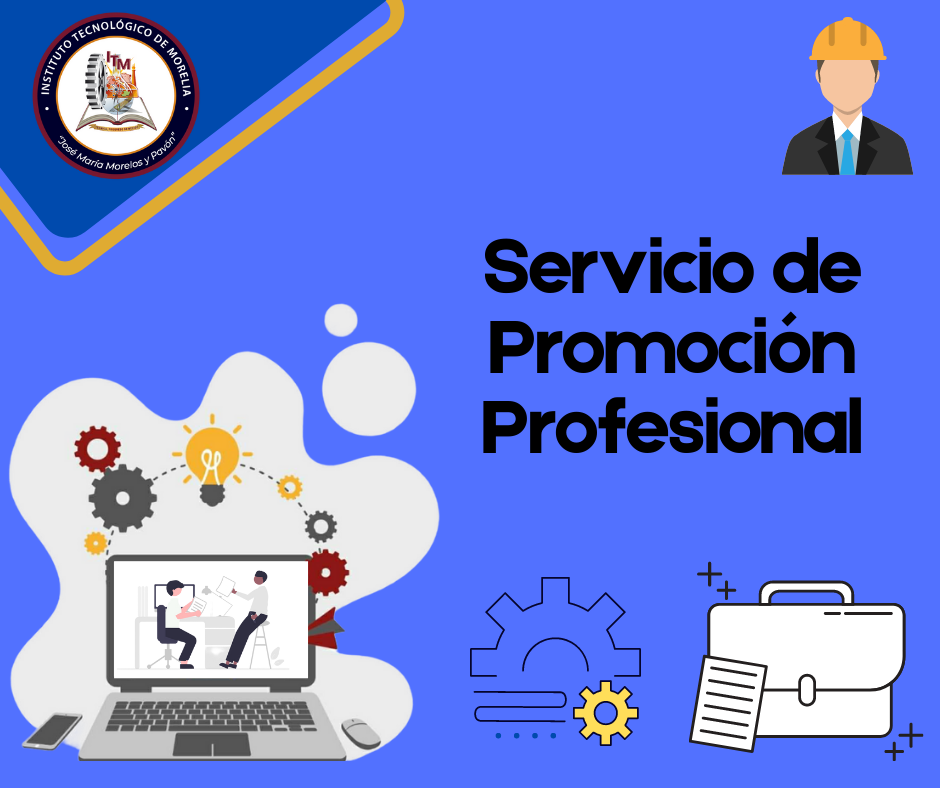 INSTITUTO TECNOLÓGICO DE MORELIA
ITM
"José María Morelos y Pavón"
Servicio de
Promoción
Profesional